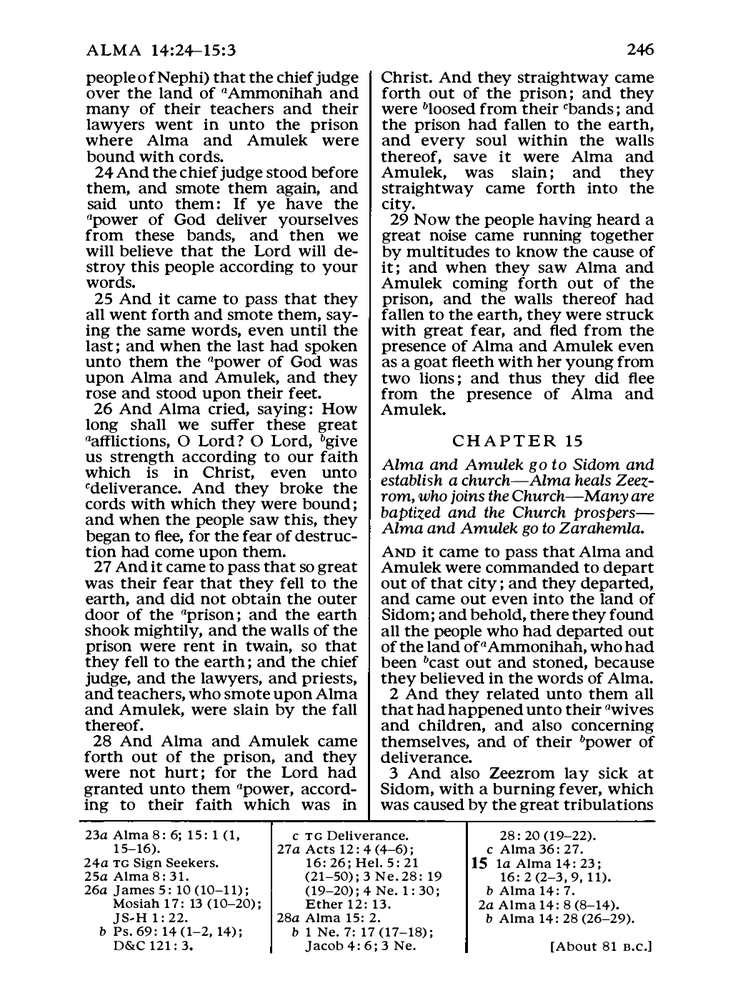 ALMA 14:24–15:3
246
people of Nephi) that the chief judge
over the land of aAmmonihah and
many of their teachers and their
lawyers went in unto the prison
where Alma and Amulek were
bound with cords.
24 And the chief judge stood before
them, and smote them again, and
said unto them: If ye have the
apower of God deliver yourselves
from these bands, and then we
will believe that the Lord will de-
stroy this people according to your
words.
25 And it came to pass that they
all went forth and smote them, say-
ing the same words, even until the
last; and when the last had spoken
unto them the apower of God was
upon Alma and Amulek, and they
rose and stood upon their feet.
26 And Alma cried, saying: How
long shall we suffer these great
aafflictions, O Lord? O Lord, bgive
us strength according to our faith
which is in Christ, even unto
cdeliverance. And they broke the
cords with which they were bound;
and when the people saw this, they
began to flee, for the fear of destruc-
tion had come upon them.
27 And it came to pass that so great
was their fear that they fell to the
earth, and did not obtain the outer
door of the aprison; and the earth
shook mightily, and the walls of the
prison were rent in twain, so that
they fell to the earth; and the chief
judge, and the lawyers, and priests,
and teachers, who smote upon Alma
and Amulek, were slain by the fall
thereof.
28 And Alma and Amulek came
forth out of the prison, and they
were not hurt; for the Lord had
granted unto them apower, accord-
ing to their faith which was in
Christ. And they straightway came
forth out of the prison; and they
were bloosed from their cbands; and
the prison had fallen to the earth,
and every soul within the walls
thereof, save it were Alma and
Amulek, was slain; and they
straightway came forth into the
city.
29 Now the people having heard a
great noise came running together
by multitudes to know the cause of
it; and when they saw Alma and
Amulek coming forth out of the
prison, and the walls thereof had
fallen to the earth, they were struck
with great fear, and fled from the
presence of Alma and Amulek even
as a goat fleeth with her young from
two lions; and thus they did flee
from the presence of Alma and
Amulek.
CHAPTER 15
Alma and Amulek go to Sidom and
establish a church—Alma heals Zeez-
rom, who joins the Church—Many are
baptized and the Church prospers—
Alma and Amulek go to Zarahemla.
AND it came to pass that Alma and
Amulek were commanded to depart
out of that city; and they departed,
and came out even into the land of
Sidom; and behold, there they found
all the people who had departed out
of the land of aAmmonihah, who had
been bcast out and stoned, because
they believed in the words of Alma.
2 And they related unto them all
that had happened unto their awives
and children, and also concerning
themselves, and of their bpower of
deliverance.
3 And also Zeezrom lay sick at
Sidom, with a burning fever, which
was caused by the great tribulations
23a Alma 8: 6; 15: 1 (1,
15–16).
24a TG Sign Seekers.
25a Alma 8: 31.
26a James 5: 10 (10–11);
Mosiah 17: 13 (10–20);
JS-H 1: 22.
b Ps. 69: 14 (1–2, 14);
D&C 121: 3.
c TG Deliverance.
27a Acts 12: 4 (4–6);
16: 26; Hel. 5: 21
(21–50); 3 Ne. 28: 19
(19–20); 4 Ne. 1: 30;
Ether 12: 13.
28a Alma 15: 2.
b 1 Ne. 7: 17 (17–18);
Jacob 4: 6; 3 Ne.
28: 20 (19–22).
c Alma 36: 27.
15 1a Alma 14: 23;
16: 2 (2–3, 9, 11).
b Alma 14: 7.
2a Alma 14: 8 (8–14).
b Alma 14: 28 (26–29).
[About 81 B.C.]